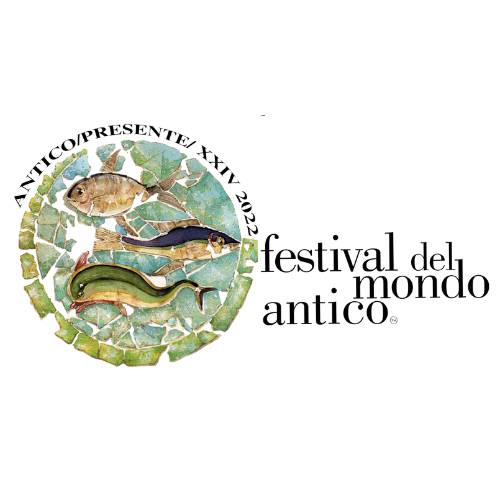 ANTICO/PRESENTE/ XXIV 2022
festival del
mondo
antico